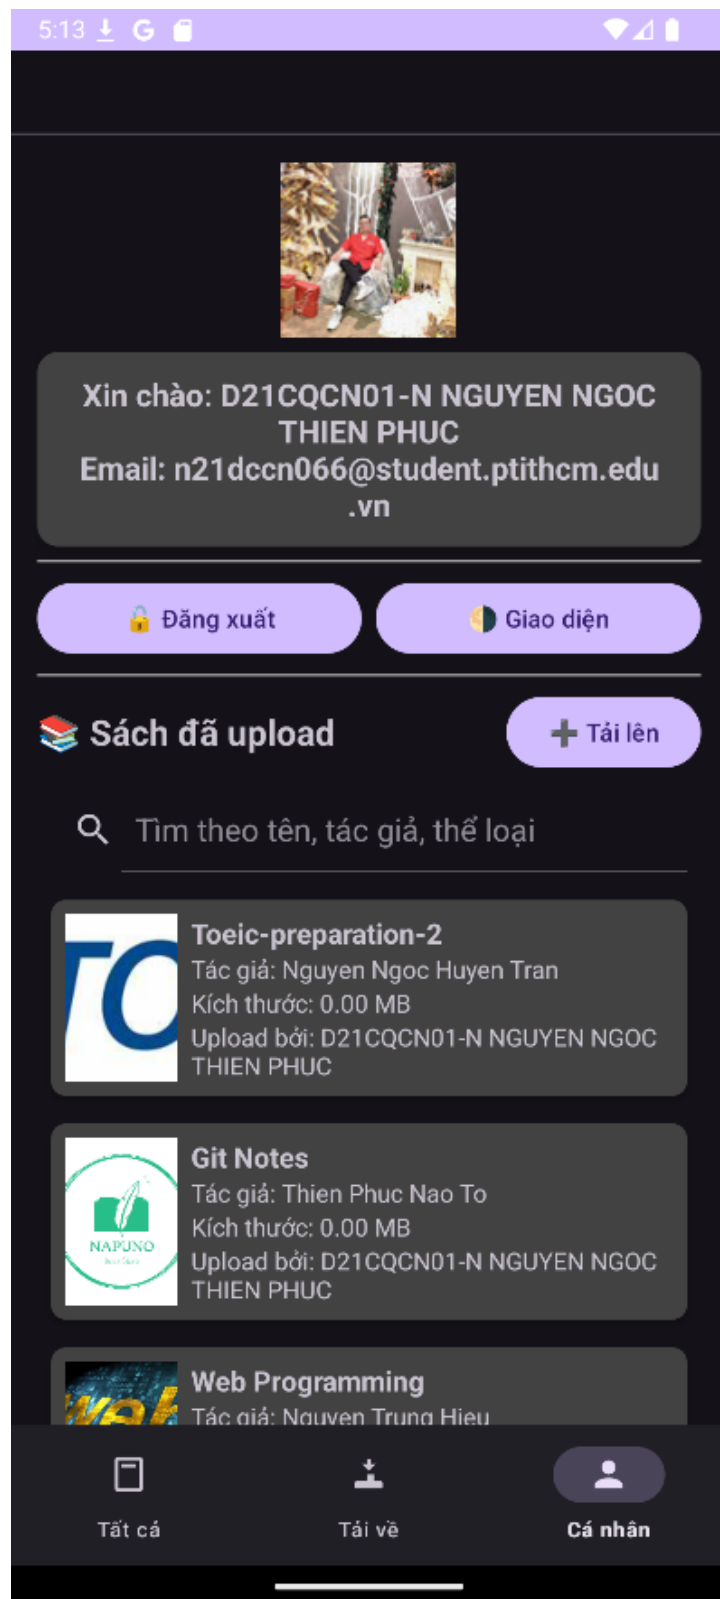 5:13
Xin chào: D21CQCN01-N NGUYEN NGOC
THIEN PHUC
Email: n21dccn066@student.ptithcm.edu
.vn
Đăng xuất
Giao diện
Sách đã upload
Tải lên
Tìm theo tên, tác giả, thể loại
TO
Toeic-preparation-2
Tác giả: Nguyen Ngoc Huyen Tran
Kích thước: 0.00 MB
Upload bởi: D21CQCN01-N NGUYEN NGOC
THIEN PHUC
NAPUNO
Git Notes
Tác giả: Thien Phuc Nao To
Kích thước: 0.00 MB
Upload bởi: D21CQCN01-N NGUYEN NGOC
THIEN PHUC
Web
Web Programming
Tác giả: Nguyen Trung Hieu
Tất cả
Tải về
Cá nhân